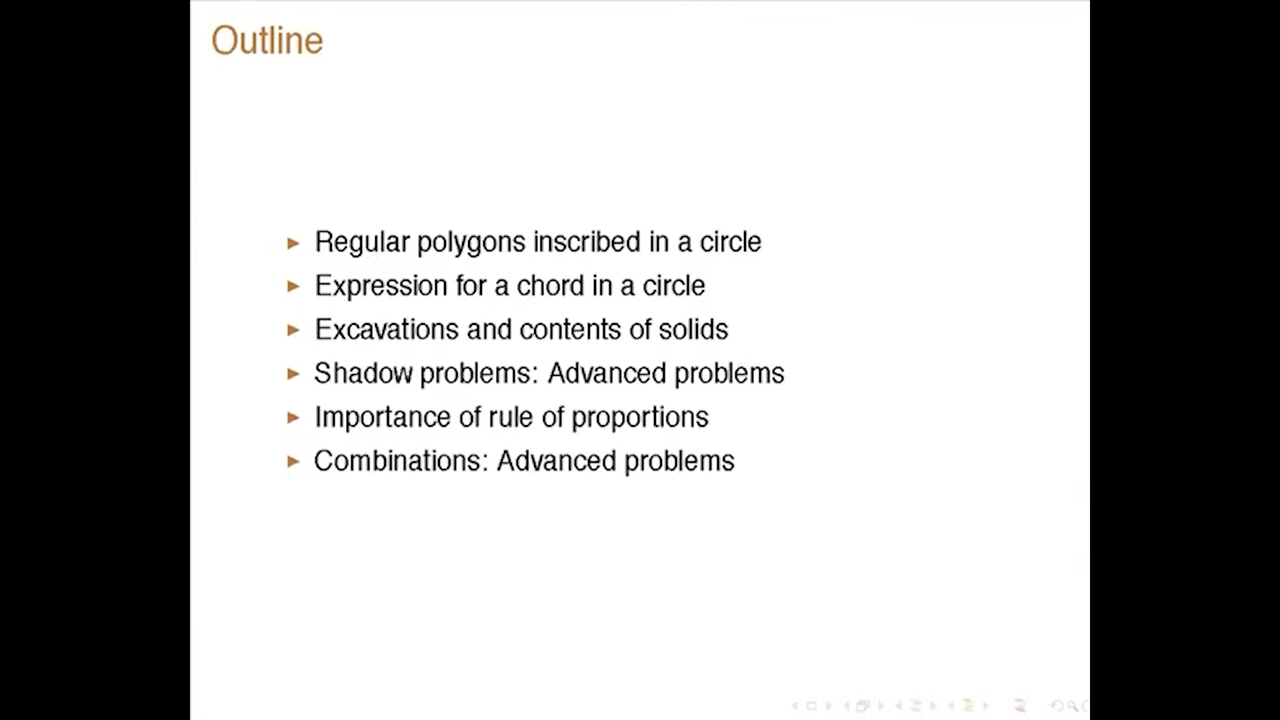 Outline
Regular polygons inscribed in a circle
Expression for a chord in a circle
Excavations and contents of solids
Shadow problems: Advanced problems
Importance of rule of proportions
Combinations: Advanced problems